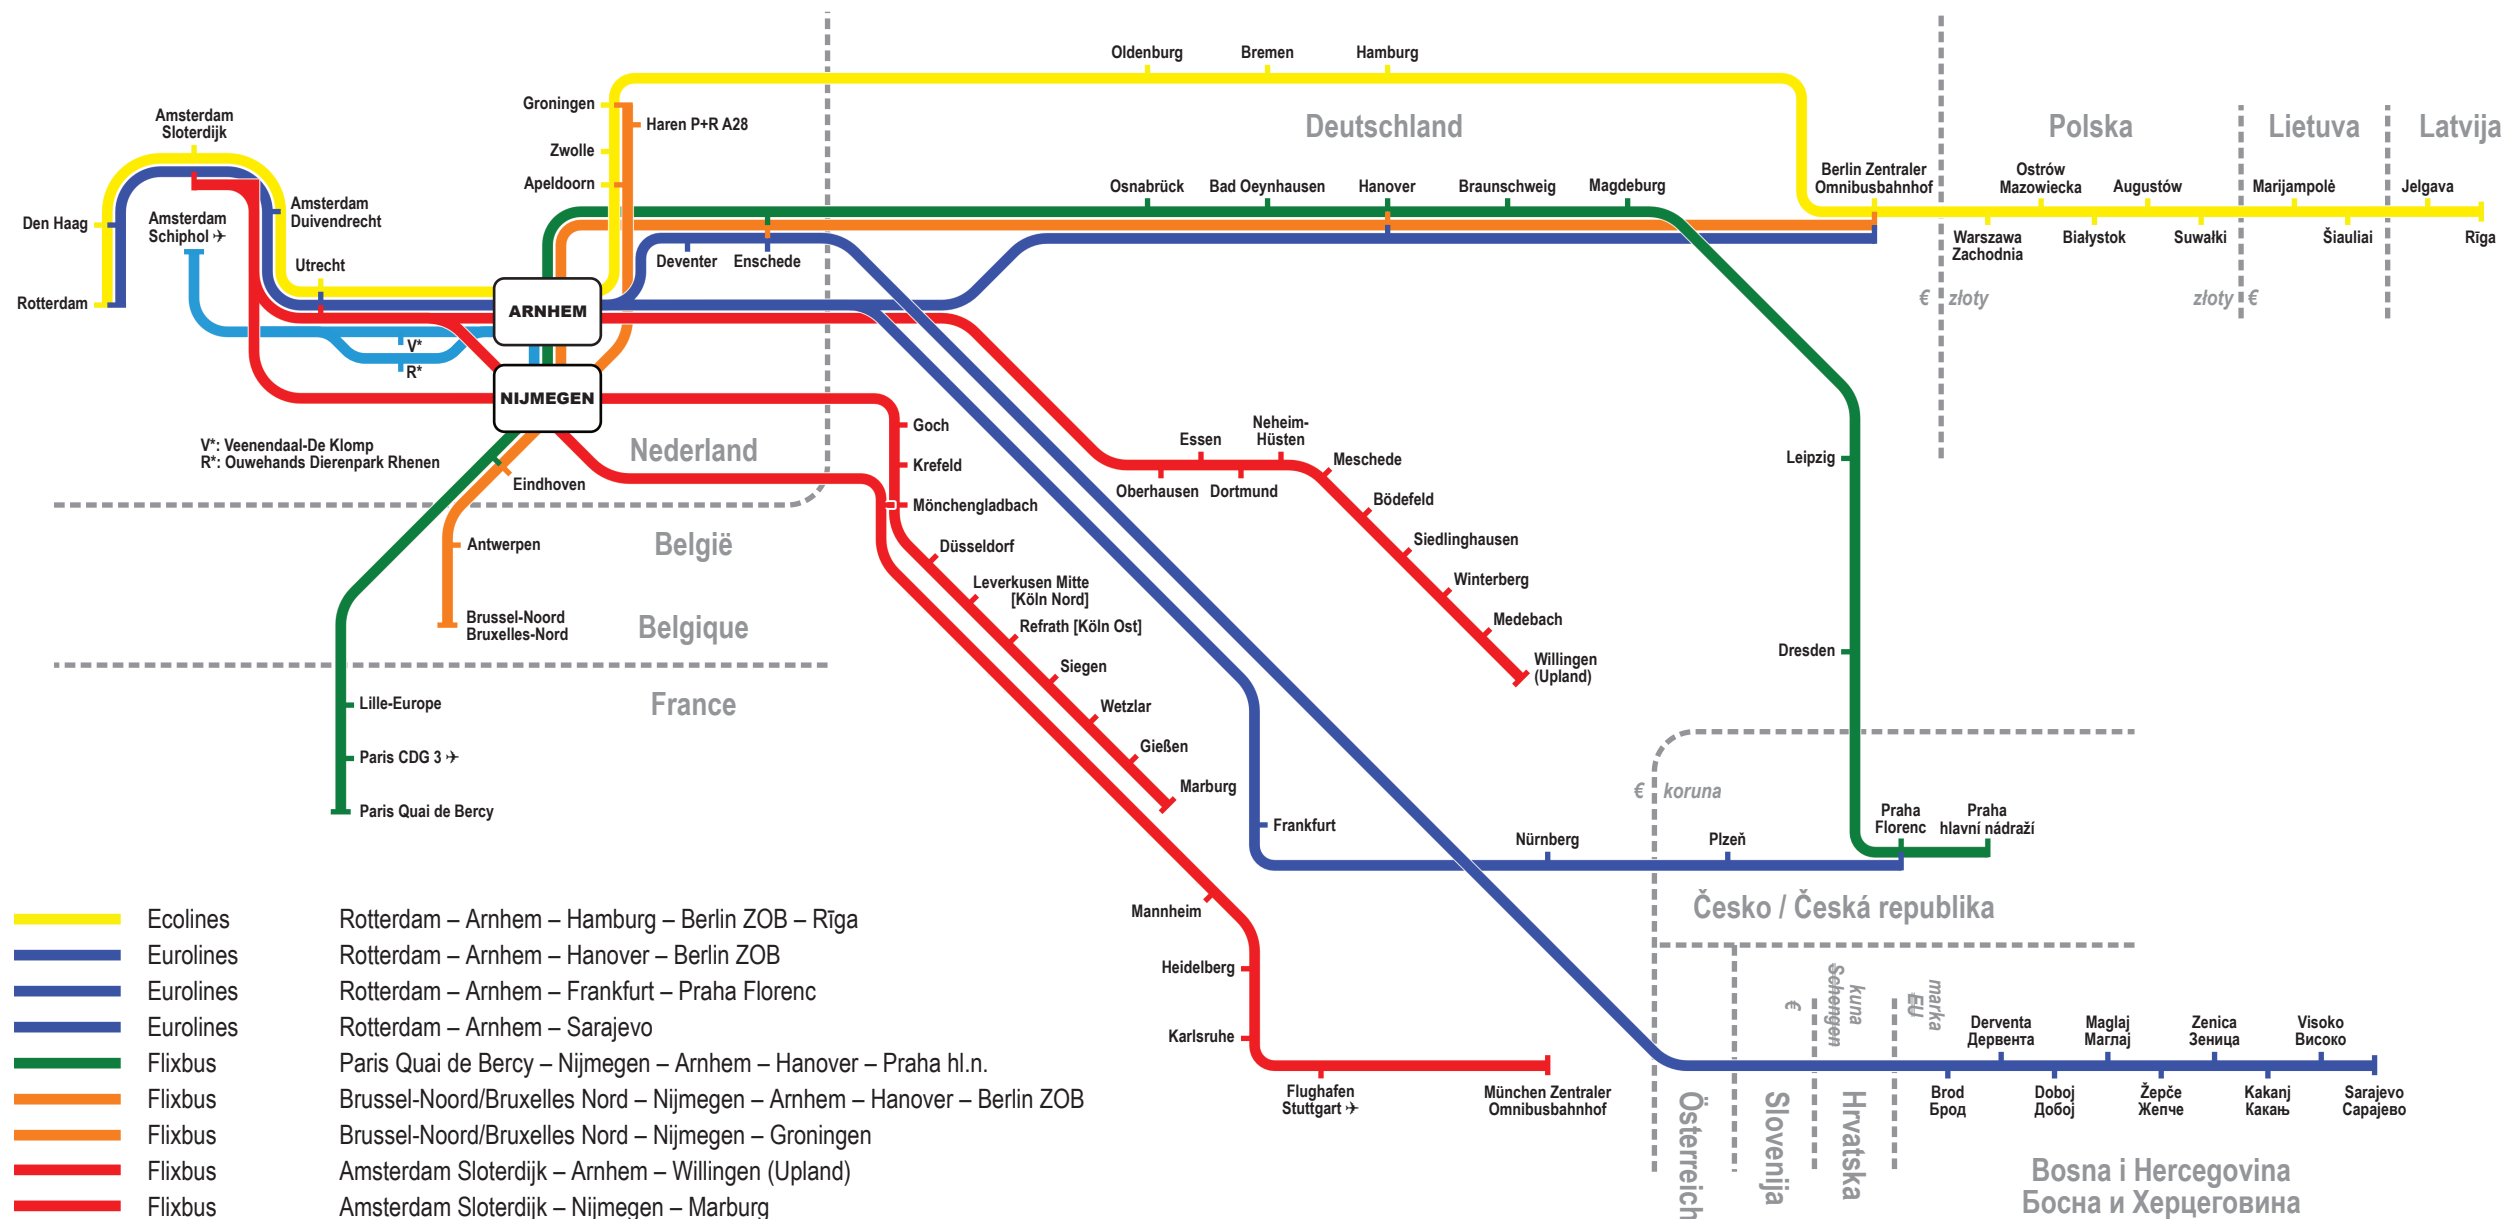 Oldenburg
Bremen
Hamburg
Groningen
Haren P+R A28
Zwolle
Apeldoorn
Amsterdam
Sloterdijk
Deutschland
Polska
Lietuva
Latvija
Osnabrück
Bad Oeynhausen
Hanover
Braunschweig
Magdeburg
Berlin Zentraler
Omnibusbahnhof
Ostrów
Mazowiecka
Augustów
Marijampolė
Jelgava
Den Haag
Amsterdam
Schiphol ✈
Amsterdam
Duivendrecht
Utrecht
Deventer
Enschede
Warszawa
Zachodnia
Białystok
Suwałki
Šiauliai
Rīga
Rotterdam
ARNHEM
€
złoty
złoty
€
V*
R*
NIJMEGEN
V*: Veenendaal-De Klomp
R*: Ouwehands Dierenpark Rhenen
Nederland
Eindhoven
Goch
Krefeld
Mönchengladbach
Essen
Neheim-
Hüsten
Meschede
Oberhausen
Dortmund
Bödefeld
Siedlinghausen
Winterberg
Medebach
Willingen
(Upland)
Leipzig
Dresden
België
Antwerpen
Belgique
Brussel-Noord
Bruxelles-Nord
Düsseldorf
Leverkusen Mitte
[Köln Nord]
Refrath [Köln Ost]
Siegen
Wetzlar
Gießen
Marburg
France
Lille-Europe
Paris CDG 3 ✈
Paris Quai de Bercy
€
koruna
Frankfurt
Nürnberg
Plzeň
Praha
Florenc
Praha
hlavní nádraží
Česko / Česká republika
Mannheim
Heidelberg
Karlsruhe
Flughafen
Stuttgart ✈
München Zentraler
Omnibusbahnhof
€
Schengen
kuna
EU
marka
Derventa
Дервента
Maglaj
Маглај
Zenica
Зеница
Visoko
Високо
Brod
Брод
Doboj
Добој
Žepče
Жепче
Kakanj
Какањ
Sarajevo
Сарајево
Österreich
Slovenija
Hrvatska
Bosna i Hercegovina
Босна и Херцеговина
Ecolines Rotterdam – Arnhem – Hamburg – Berlin ZOB – Rīga
Eurolines Rotterdam – Arnhem – Hanover – Berlin ZOB
Eurolines Rotterdam – Arnhem – Frankfurt – Praha Florenc
Eurolines Rotterdam – Arnhem – Sarajevo
Flixbus Paris Quai de Bercy – Nijmegen – Arnhem – Hanover – Praha hl.n.
Flixbus Brussel-Noord/Bruxelles Nord – Nijmegen – Arnhem – Hanover – Berlin ZOB
Flixbus Brussel-Noord/Bruxelles Nord – Nijmegen – Groningen
Flixbus Amsterdam Sloterdijk – Arnhem – Willingen (Upland)
Flixbus Amsterdam Sloterdijk – Nijmegen – Marburg